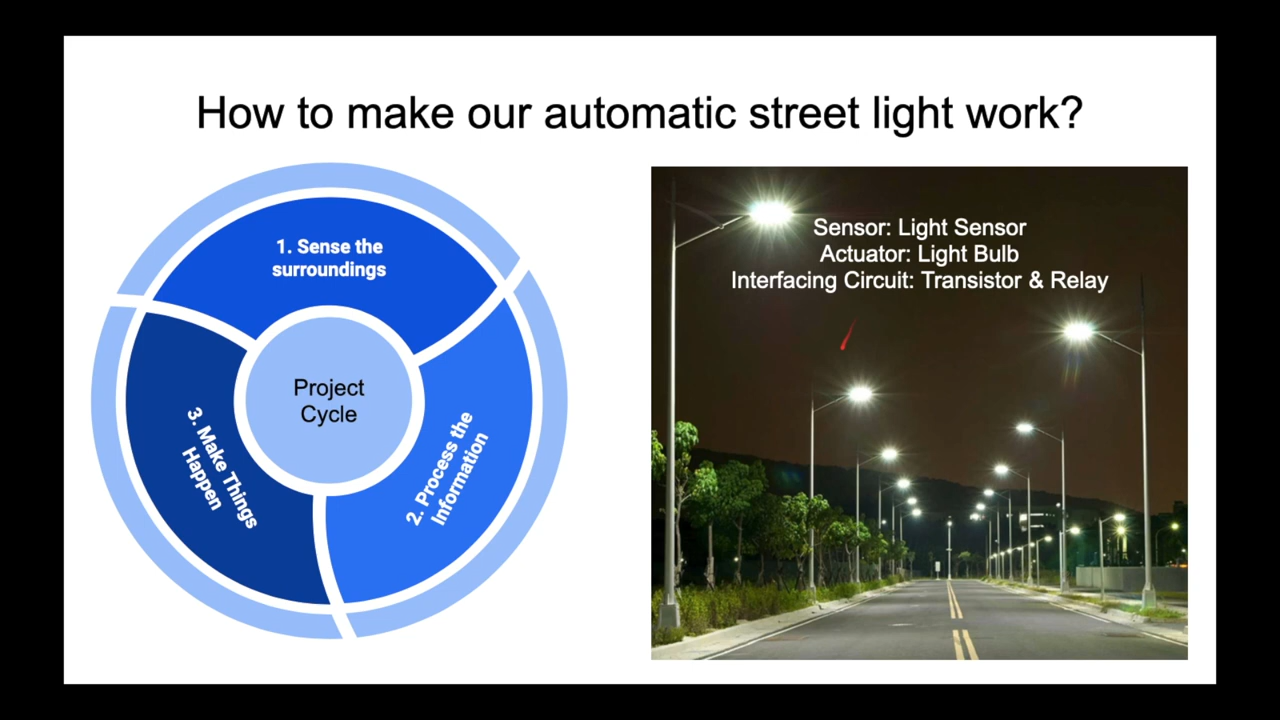 How to make our automatic street light work?
1. Sense the
surroundings
2. Process the
Information
3. Make Things
Happen
Project
Cycle
Sensor: Light Sensor
Actuator: Light Bulb
Interfacing Circuit: Transistor & Relay